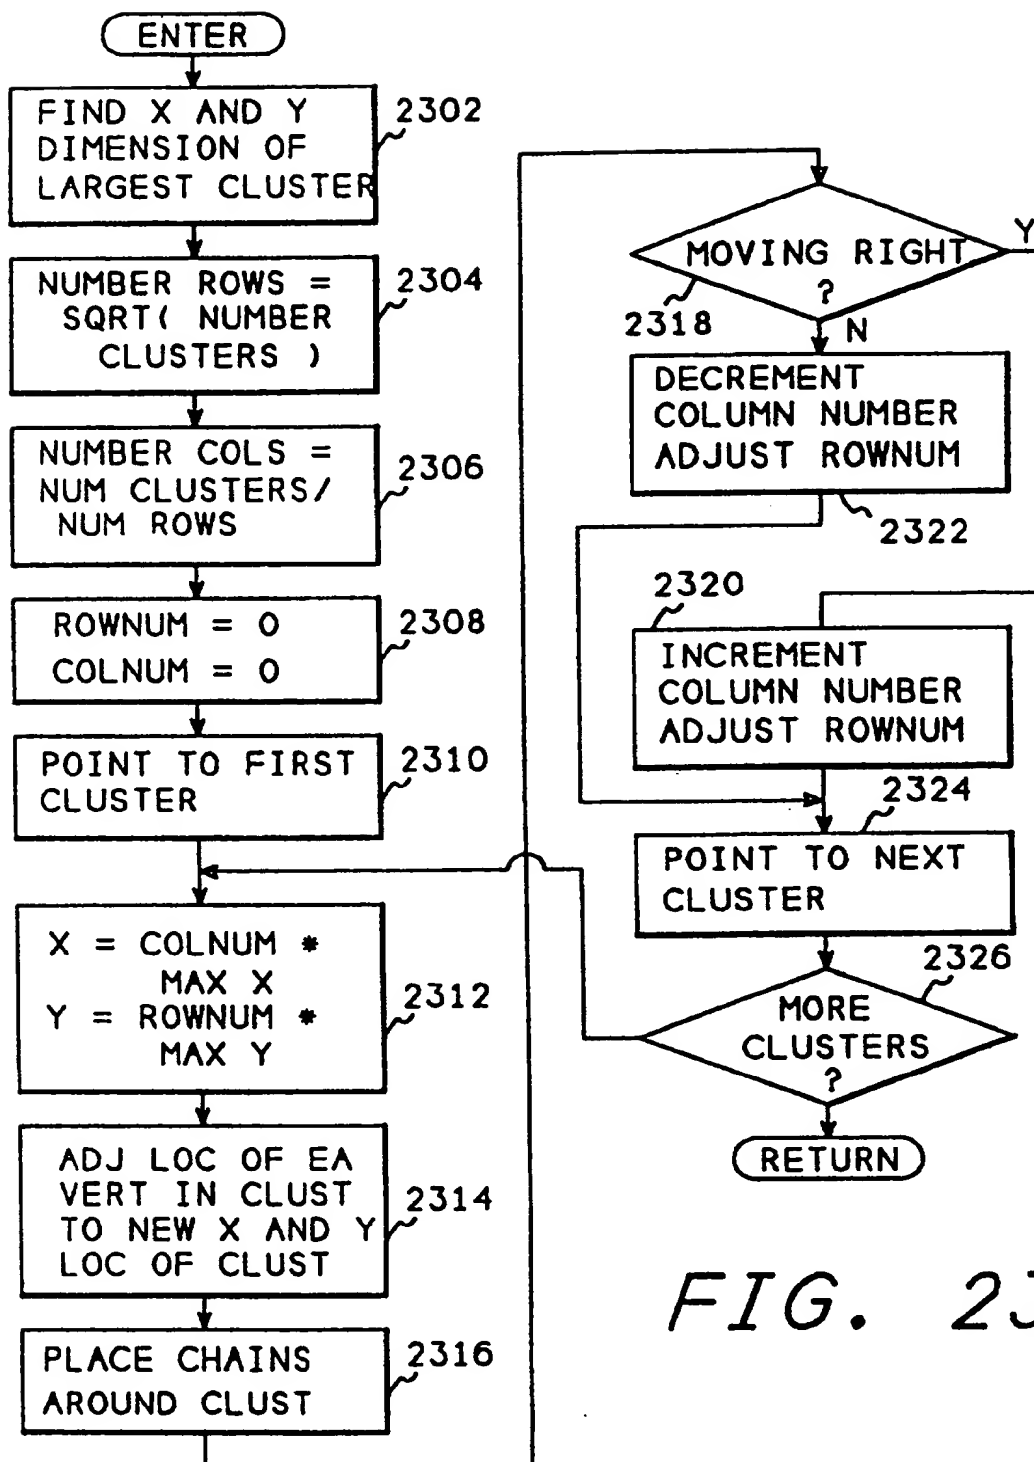 ENTER
FIND X AND Y
DIMENSION OF
LARGEST CLUSTER
2302
NUMBER ROWS =
SQRT( NUMBER
CLUSTERS )
2304
NUMBER COLS =
NUM CLUSTERS/
NUM ROWS
2306
ROWNUM = 0
COLNUM = 0
2308
POINT TO FIRST
CLUSTER
2310
X = COLNUM *
MAX X
Y = ROWNUM *
MAX Y
2312
ADJ LOC OF EA
VERT IN CLUST
TO NEW X AND Y
LOC OF CLUST
2314
PLACE CHAINS
AROUND CLUST
2316
MOVING RIGHT
?
Y
2318
N
DECREMENT
COLUMN NUMBER
ADJUST ROWNUM
2322
2320
INCREMENT
COLUMN NUMBER
ADJUST ROWNUM
2324
POINT TO NEXT
CLUSTER
2326
MORE
CLUSTERS
?
RETURN
FIG. 23